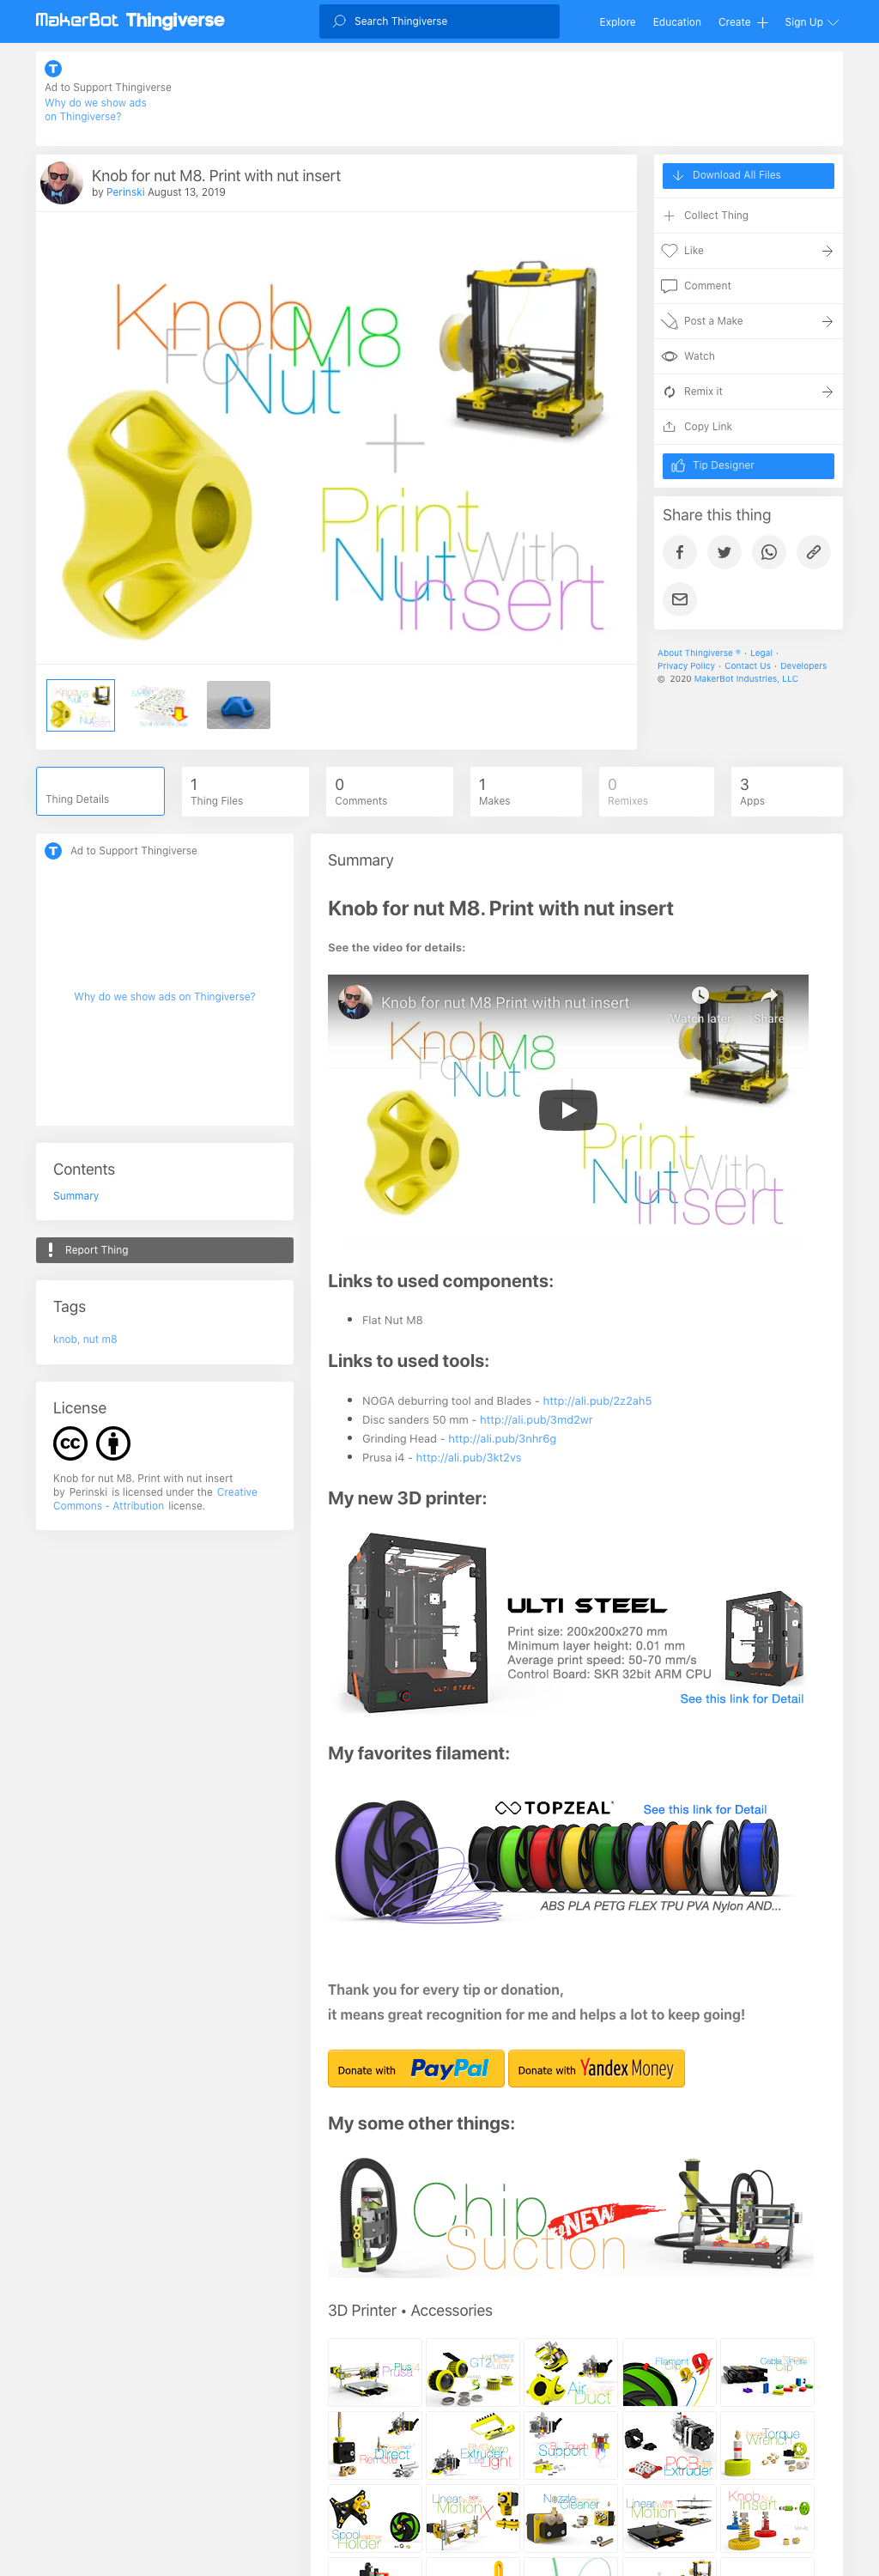 MakerBot Thingiverse
Search Thingiverse
Explore
Education
Create
Sign Up
Ad to Support Thingiverse
Why do we show ads
on Thingiverse?
Knob for nut M8. Print with nut insert
by Perinski August 13, 2019
Knob
For M8
Nut
+
Print
Nut With
Insert
Download All Files
Collect Thing
Like
Comment
Post a Make
Watch
Remix it
Copy Link
Tip Designer
Share this thing
About Thingiverse ® · Legal ·
Privacy Policy · Contact Us · Developers
© 2020 MakerBot Industries, LLC
Thing Details
1
Thing Files
0
Comments
1
Makes
0
Remixes
3
Apps
Ad to Support Thingiverse
Why do we show ads on Thingiverse?
Contents
Summary
Report Thing
Tags
knob, nut m8
License
Knob for nut M8. Print with nut insert
by Perinski is licensed under the Creative
Commons - Attribution license.
Summary
Knob for nut M8. Print with nut insert
See the video for details:
Knob for nut M8 Print with nut insert
Watch later
Share
Knob
For M8
Nut
Print
Nut With
Insert
Links to used components:
Flat Nut M8
Links to used tools:
NOGA deburring tool and Blades - http://ali.pub/2z2ah5
Disc sanders 50 mm - http://ali.pub/3md2wr
Grinding Head - http://ali.pub/3nhr6g
Prusa i4 - http://ali.pub/3kt2vs
My new 3D printer:
ULTI STEEL
ULTI STEEL
Print size: 200x200x270 mm
Minimum layer height: 0.01 mm
Average print speed: 50-70 mm/s
Control Board: SKR 32bit ARM CPU
See this link for Detail
My favorites filament:
TOPZEAL
See this link for Detail
ABS PLA PETG FLEX TPU PVA Nylon AND...
Thank you for every tip or donation,
it means great recognition for me and helps a lot to keep going!
Donate with PayPal
Donate with Yandex Money
My some other things:
Chip
NEW
Suction
3D Printer • Accessories
Plus
Prusa
GT2
Pulley
Air
Duct
Filament
Clip
Cable
Clip
Direct
Remote
Extruder
Light
Touch
Support
PCB
Extruder
Torque
Wrench
Spool
Holder
Linear
Motion X
Nozzle
Cleaner
Linear
Motion
Knob
Insert